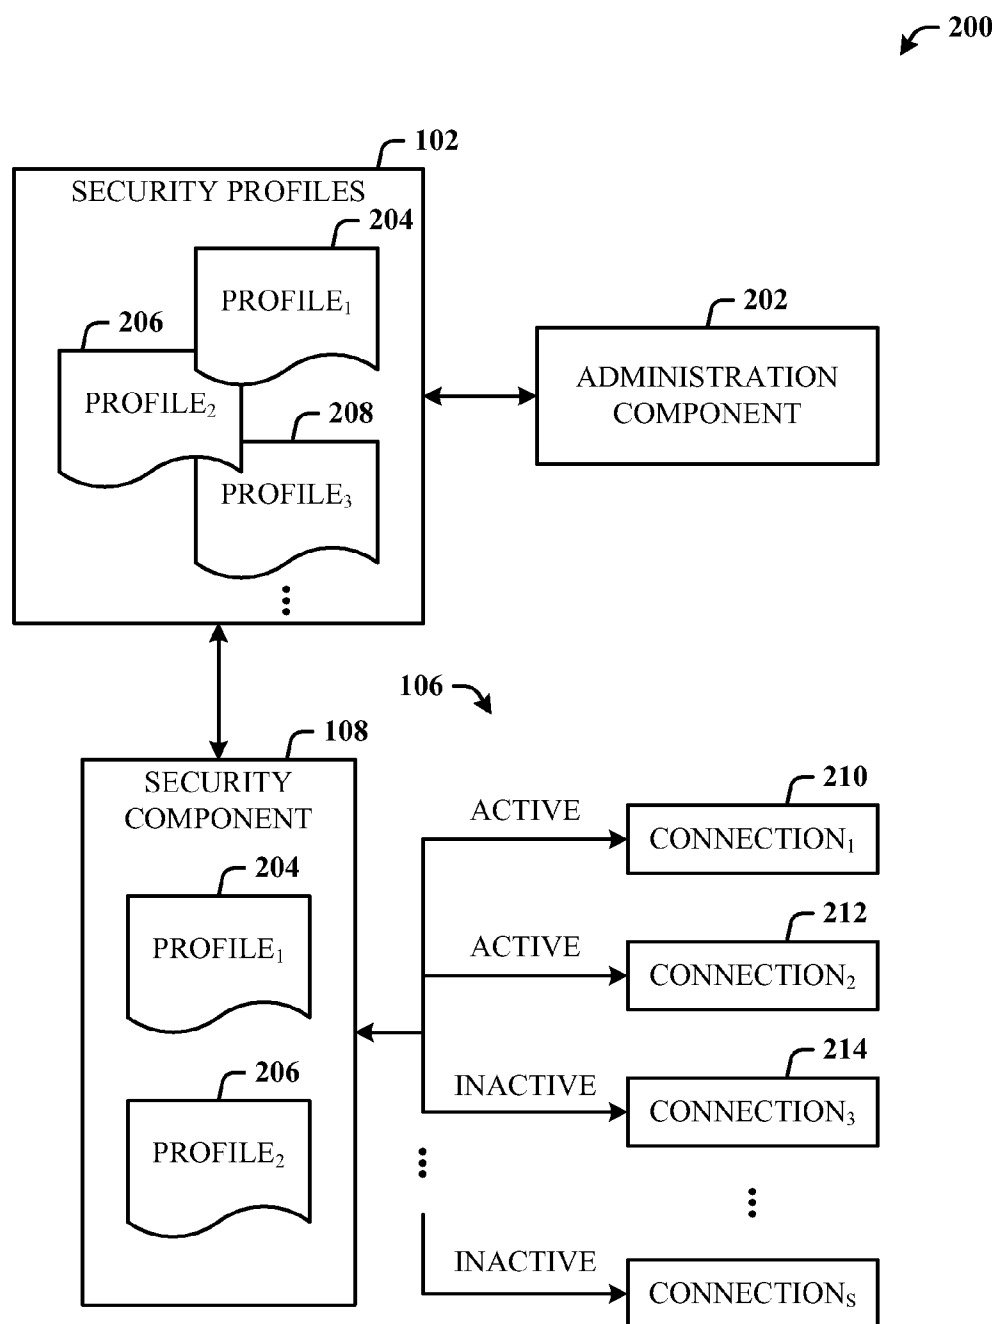 200
102
SECURITY PROFILES
204
PROFILE₁
206
PROFILE₂
208
PROFILE₃
202
ADMINISTRATION
COMPONENT
106
108
SECURITY
COMPONENT
204
PROFILE₁
206
PROFILE₂
ACTIVE
210
CONNECTION₁
ACTIVE
212
CONNECTION₂
INACTIVE
214
CONNECTION₃
INACTIVE
CONNECTIONS